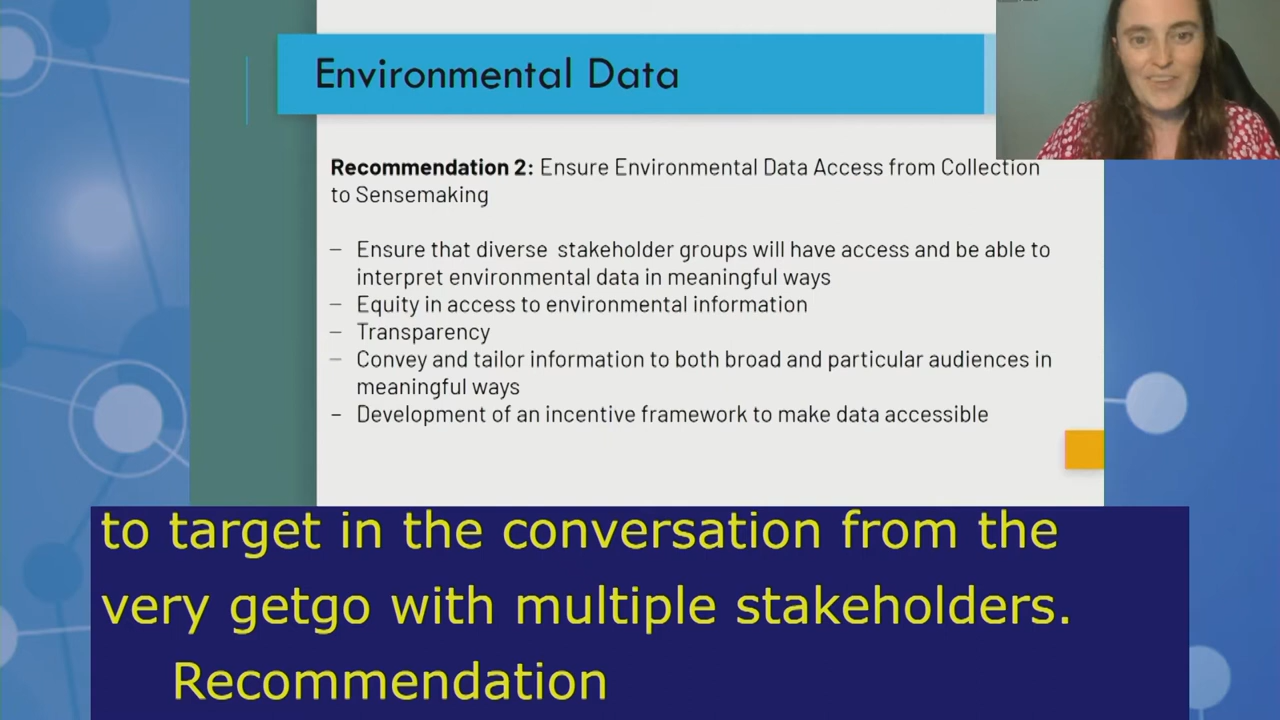 Environmental Data
Recommendation 2: Ensure Environmental Data Access from Collection
to Sensemaking
– Ensure that diverse stakeholder groups will have access and be able to
interpret environmental data in meaningful ways
– Equity in access to environmental information
– Transparency
– Convey and tailor information to both broad and particular audiences in
meaningful ways
– Development of an incentive framework to make data accessible
to target in the conversation from the
very getgo with multiple stakeholders.
Recommendation